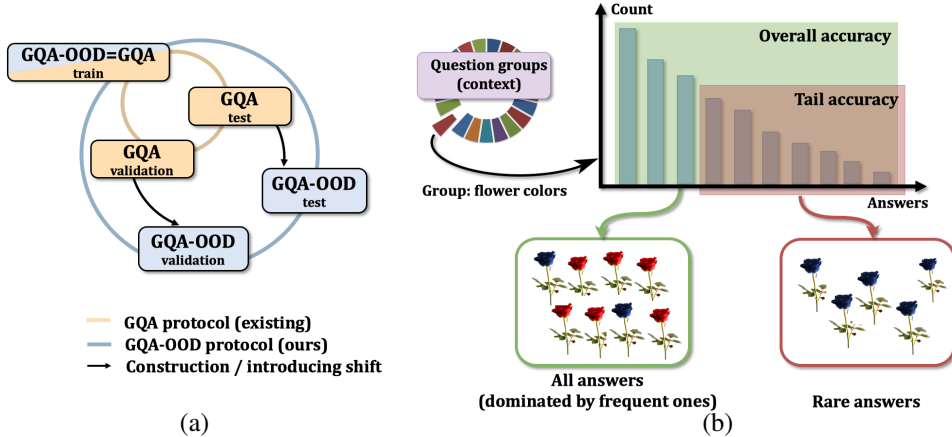 GQA-OOD=GQA
train
GQA
test
GQA
validation
GQA-OOD
test
GQA-OOD
validation
GQA protocol (existing)
GQA-OOD protocol (ours)
Construction / introducing shift
(a)
Question groups
(context)
Group: flower colors
Count
Overall accuracy
Tail accuracy
Answers
All answers
(dominated by frequent ones)
Rare answers
(b)